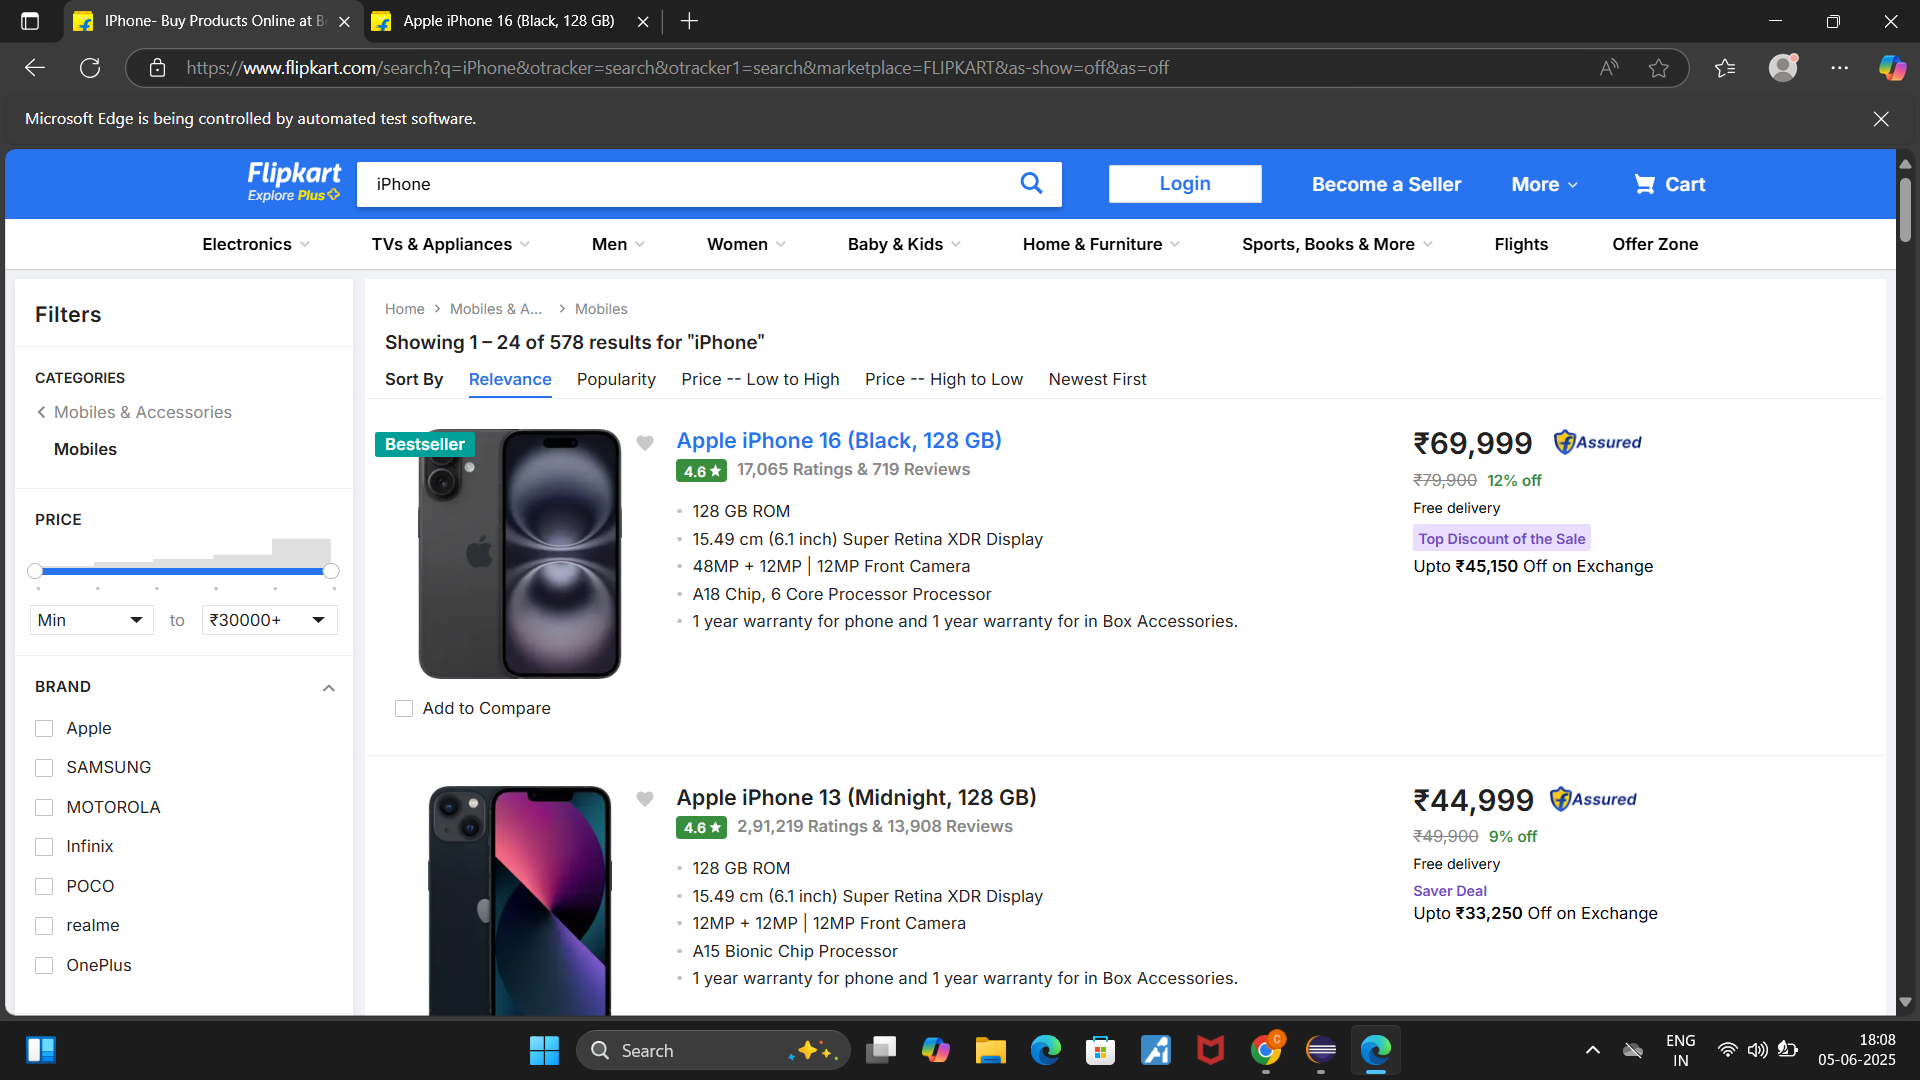 IPhone- Buy Products Online at Be
Apple iPhone 16 (Black, 128 GB)
https://www.flipkart.com/search?q=iPhone&otracker=search&otracker1=search&marketplace=FLIPKART&as-show=off&as=off
Microsoft Edge is being controlled by automated test software.
Flipkart
Explore Plus
iPhone
Login
Become a Seller
More
Cart
Electronics
TVs & Appliances
Men
Women
Baby & Kids
Home & Furniture
Sports, Books & More
Flights
Offer Zone
Filters
CATEGORIES
Mobiles & Accessories
Mobiles
PRICE
Min
to
₹30000+
BRAND
Apple
SAMSUNG
MOTOROLA
Infinix
POCO
realme
OnePlus
Home > Mobiles & A... > Mobiles
Showing 1 – 24 of 578 results for "iPhone"
Sort By
Relevance
Popularity
Price -- Low to High
Price -- High to Low
Newest First
Bestseller
Add to Compare
Apple iPhone 16 (Black, 128 GB)
4.6 ★ 17,065 Ratings & 719 Reviews
128 GB ROM
15.49 cm (6.1 inch) Super Retina XDR Display
48MP + 12MP | 12MP Front Camera
A18 Chip, 6 Core Processor Processor
1 year warranty for phone and 1 year warranty for in Box Accessories.
₹69,999 Assured
₹79,900 12% off
Free delivery
Top Discount of the Sale
Upto ₹45,150 Off on Exchange
Apple iPhone 13 (Midnight, 128 GB)
4.6 ★ 2,91,219 Ratings & 13,908 Reviews
128 GB ROM
15.49 cm (6.1 inch) Super Retina XDR Display
12MP + 12MP | 12MP Front Camera
A15 Bionic Chip Processor
1 year warranty for phone and 1 year warranty for in Box Accessories.
₹44,999 Assured
₹49,900 9% off
Free delivery
Saver Deal
Upto ₹33,250 Off on Exchange
Search
C
ENG
IN
18:08
05-06-2025